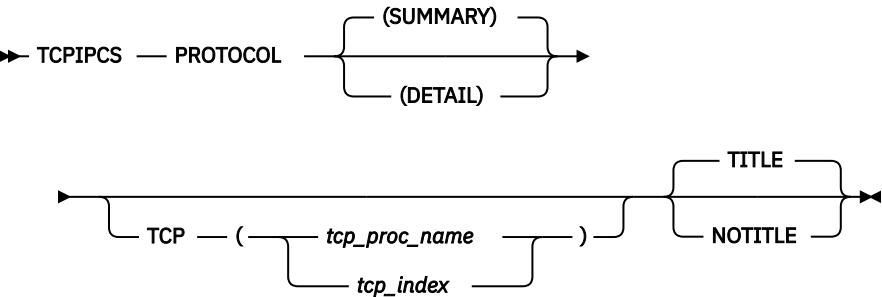 (SUMMARY)
TCPIPCS PROTOCOL
(DETAIL)
TITLE
TCP ( tcp_proc_name ) NOTITLE
tcp_index